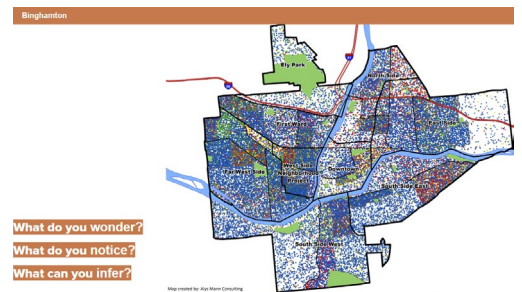 Binghamton
Ely Park
North Side
First Ward
East Side
Far West Side
West Side
Neighborhood
Project
Downtown
South Side East
South Side West
What do you wonder?
What do you notice?
What can you infer?
Map created by: Alys Mann Consulting